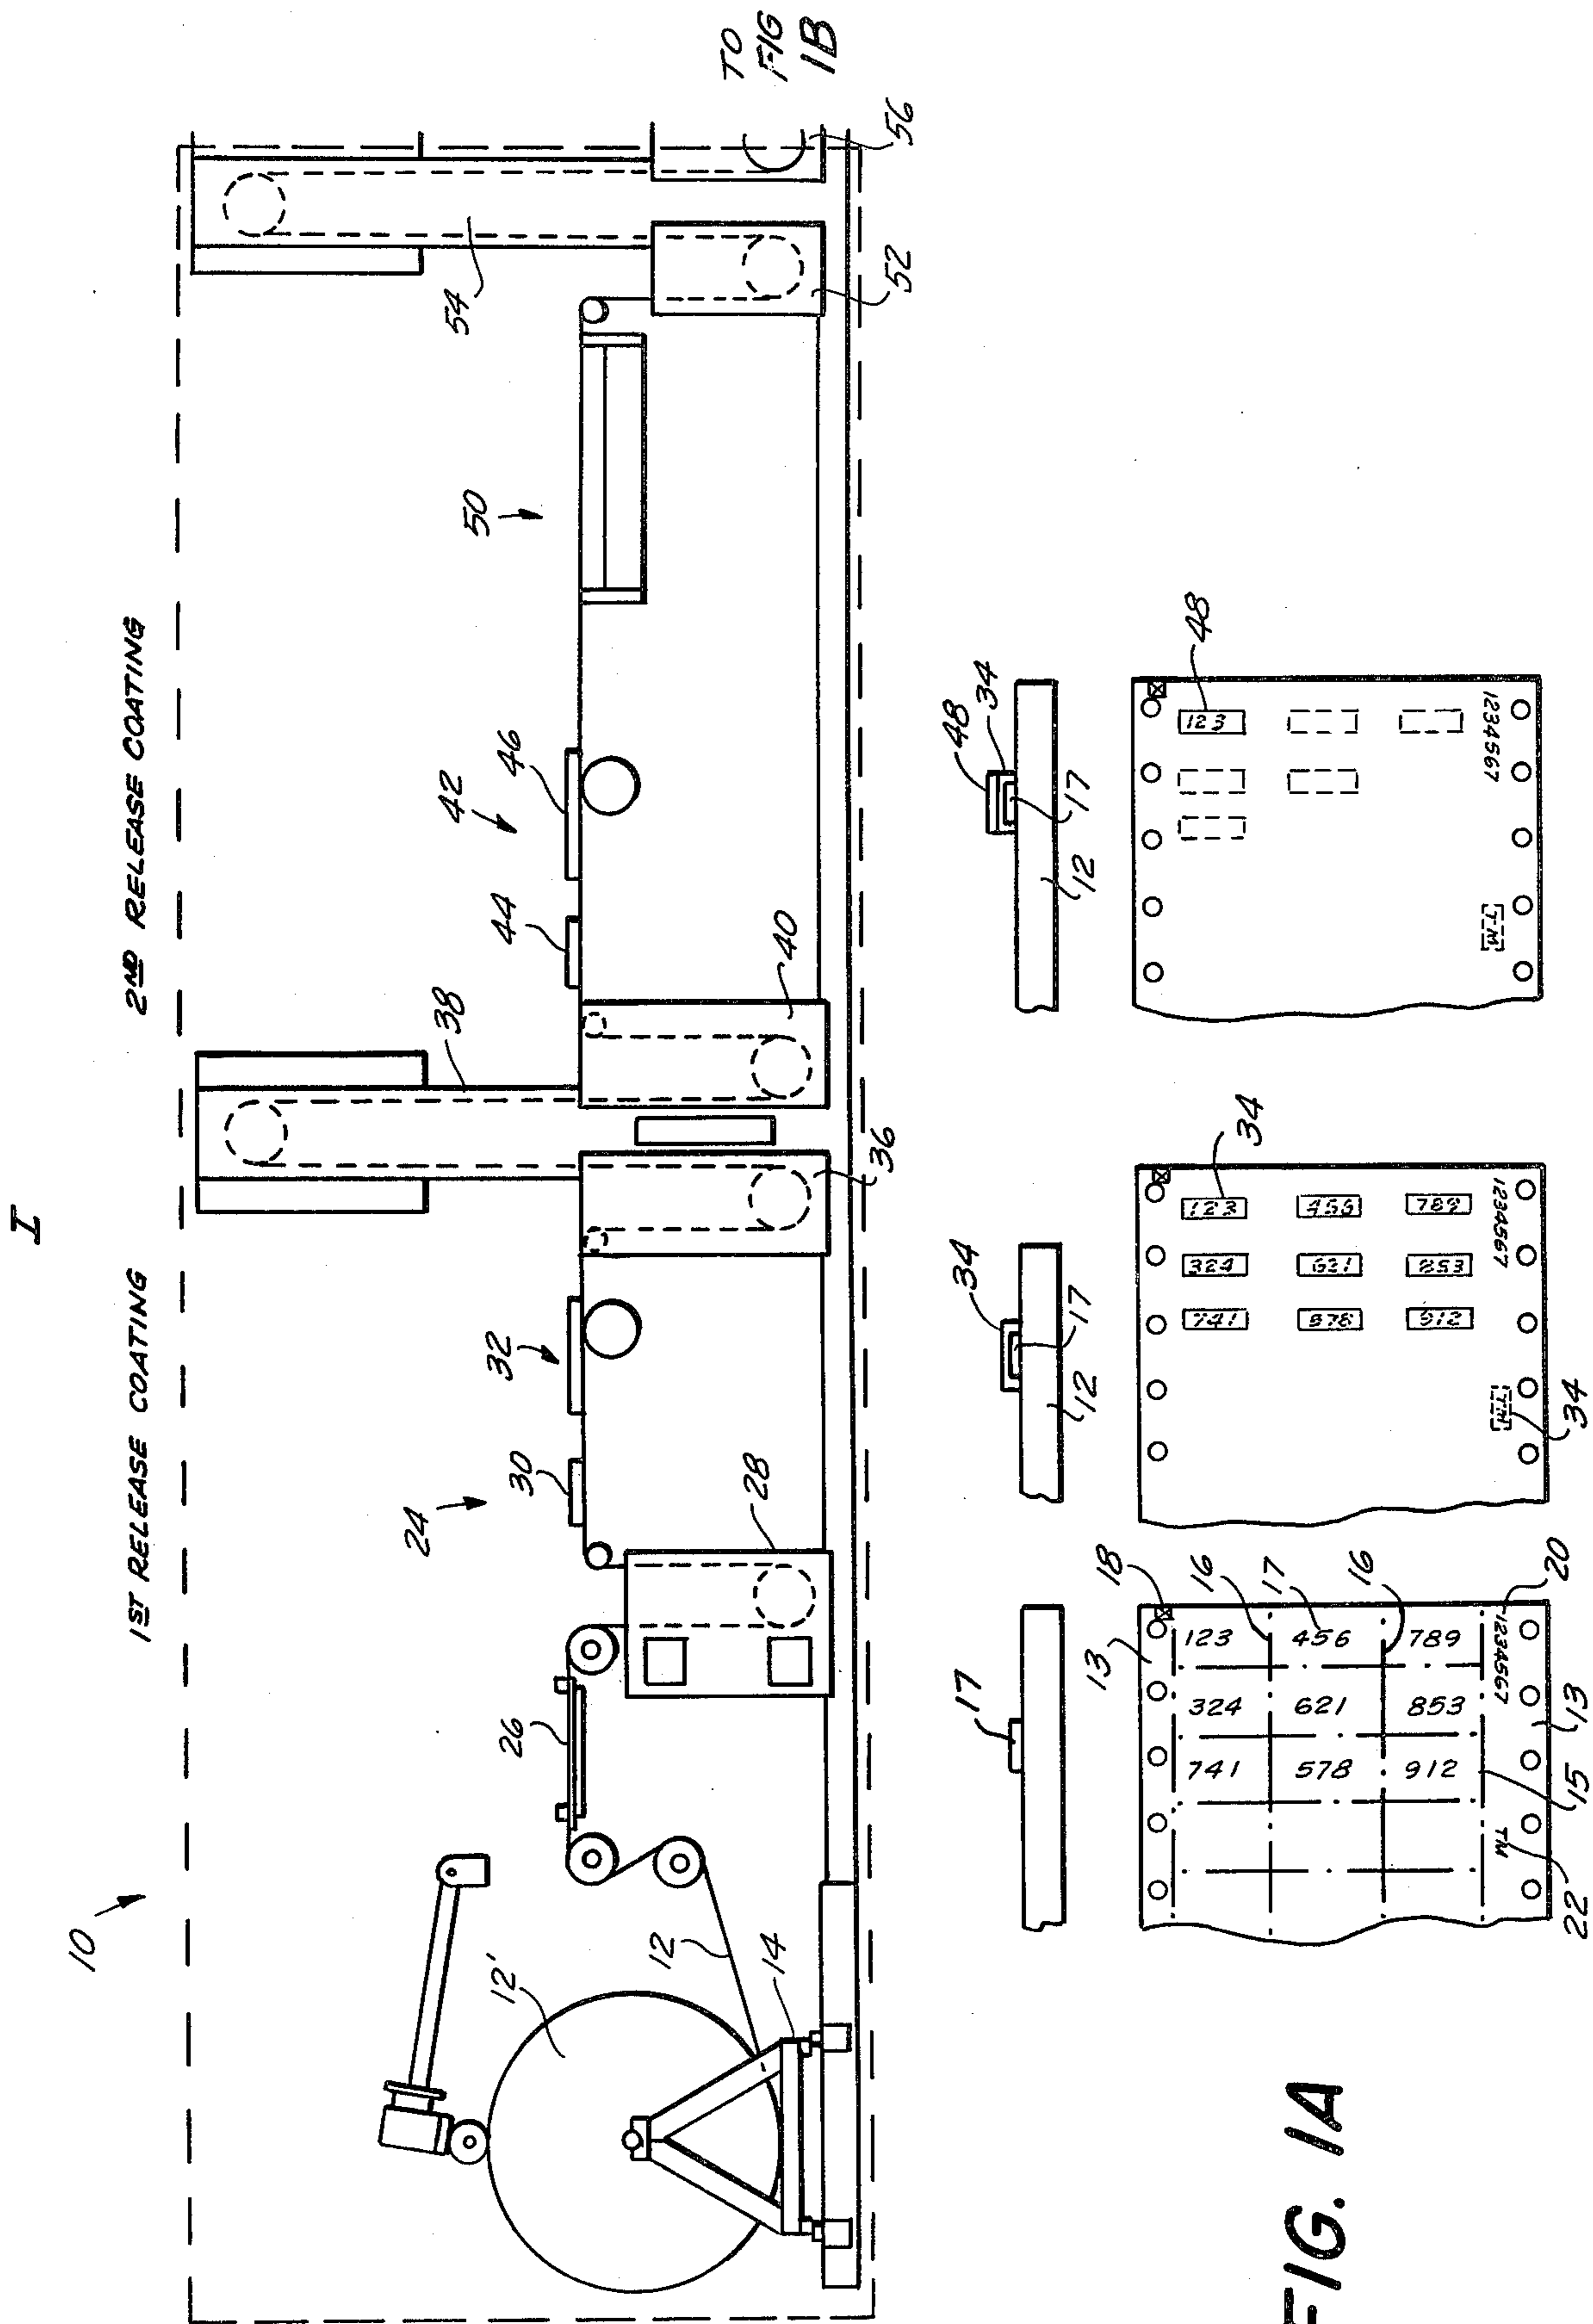 I
1ST RELEASE COATING
2ND RELEASE COATING
10
12'
12
14
26
24
28
30
32
36
38
40
44
42
46
50
52
54
56
TO
FIG
1B
17
13
18
123 456 789
324 621 853
741 578 912
16
17
16
1234567
20
TM
22
15
13
34
17
12
34
123 456 789
324 621 853
741 578 912
1234567
TM
34
48
34
17
12
48
123
1234567
TM
FIG. 1A